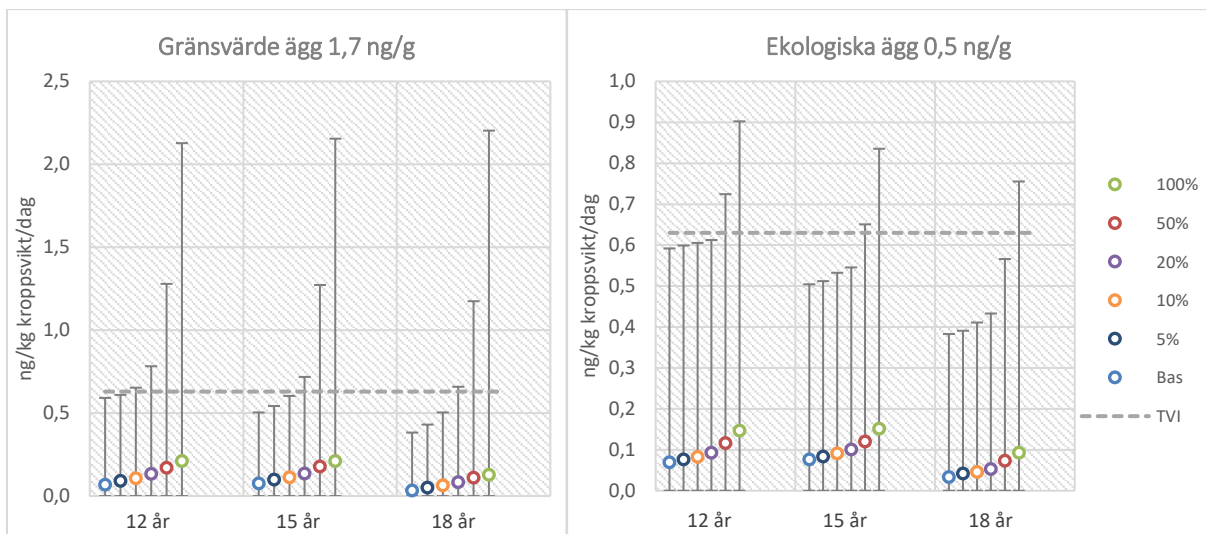 Gränsvärde ägg 1,7 ng/g
2,5
2,0
1,5
1,0
0,5
0,0
ng/kg kroppsvikt/dag
12 år
15 år
18 år
Ekologiska ägg 0,5 ng/g
1,0
0,9
0,8
0,7
0,6
0,5
0,4
0,3
0,2
0,1
0,0
ng/kg kroppsvikt/dag
12 år
15 år
18 år
100%
50%
20%
10%
5%
Bas
TVI